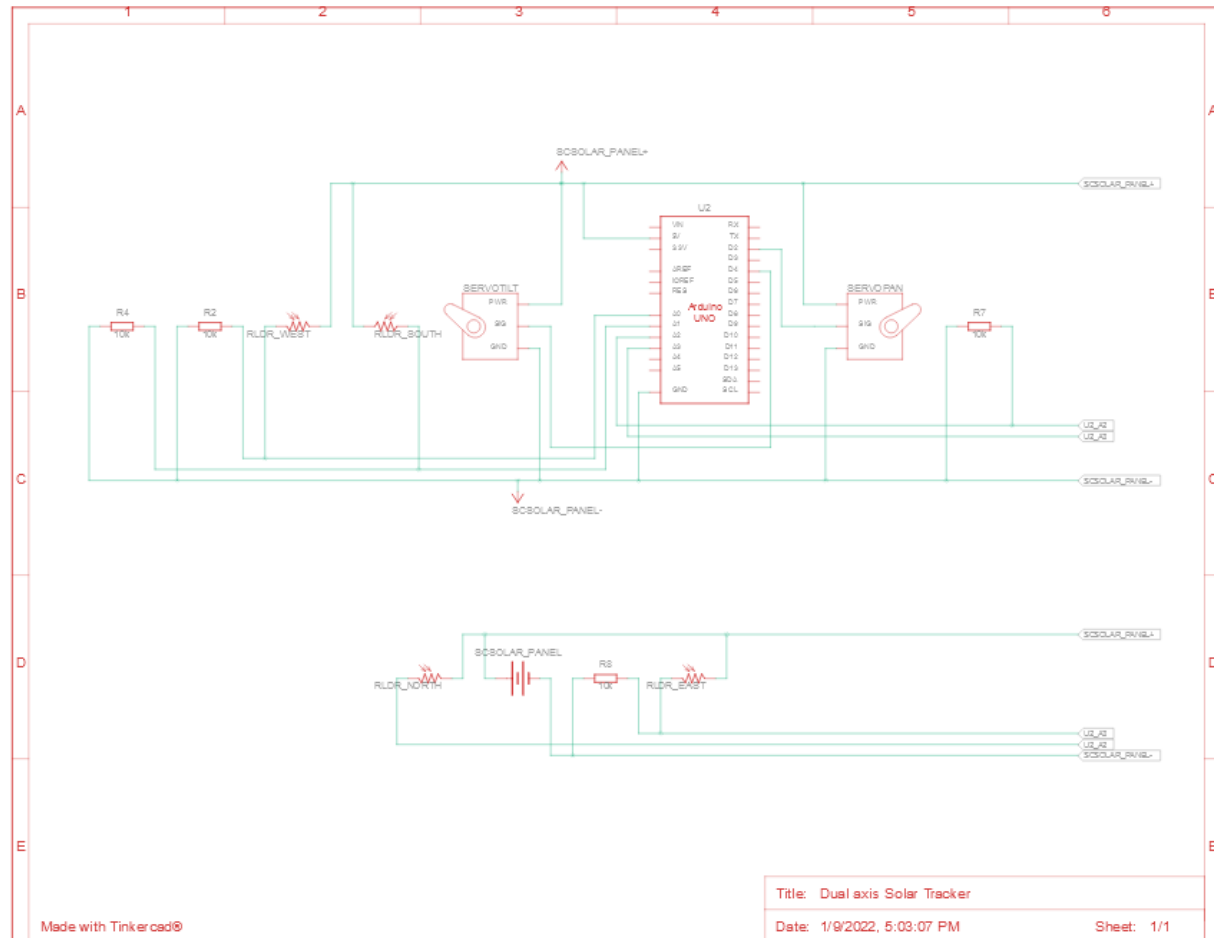 1 2 3 4 5 6
A A
SCSOLAR_PANEL+
SCSOLAR_PANEL+
U2
VIN RX
5V TX
3.3V D2
D3
AREF D4
IOREF D5
RES D6
D7
A0 D8
A1 D9
A2 D10
A3 D11
A4 D12
A5 D13
SDA
GND SCL
Arduino
UNO
B B
SERVOTILT
PWR
SIG
GND
SERVOPAN
PWR
SIG
GND
R4
10k
R2
10k
RLDR_WEST
RLDR_SOUTH
R7
10k
C C
SCSOLAR_PANEL-
SCSOLAR_PANEL-
D D
SCSOLAR_PANEL+
SCSOLAR_PANEL
RLDR_NORTH
R8
10k
RLDR_EAST
SCSOLAR_PANEL-
E E
Title: Dual axis Solar Tracker
Made with Tinkercad®
Date: 1/9/2022, 5:03:07 PM
Sheet: 1/1